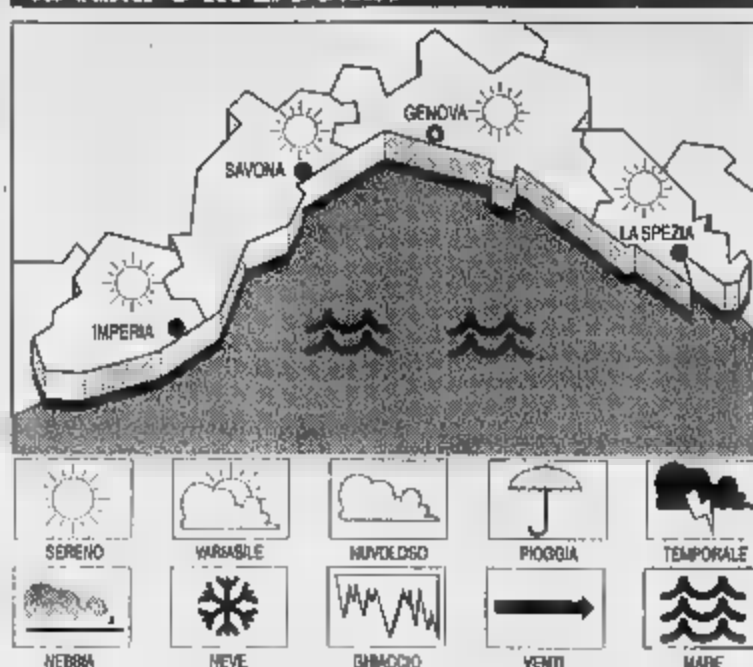 GENOVA
SAVONA
LA SPEZIA
IMPERIA
SERENO VARIABILE NUVOLOSO PIOGGIA TEMPORALE
NEBBIA NEVE GHIACCIO VENTI MARE